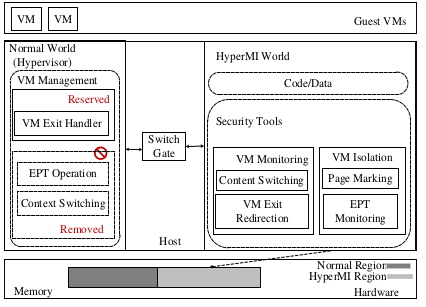 VM VM Guest VMs
Normal World
(Hypervisor)
VM Management
Reserved
VM Exit Handler
EPT Operation
Context Switching
Removed
Switch
Gate
Host
HyperMI World
Code/Data
Security Tools
VM Monitoring
Content Switching
VM Exit
Redirection
VM Isolation
Page Marking
EPT
Monitoring
Normal Region
HyperMI Region
Memory
Hardware